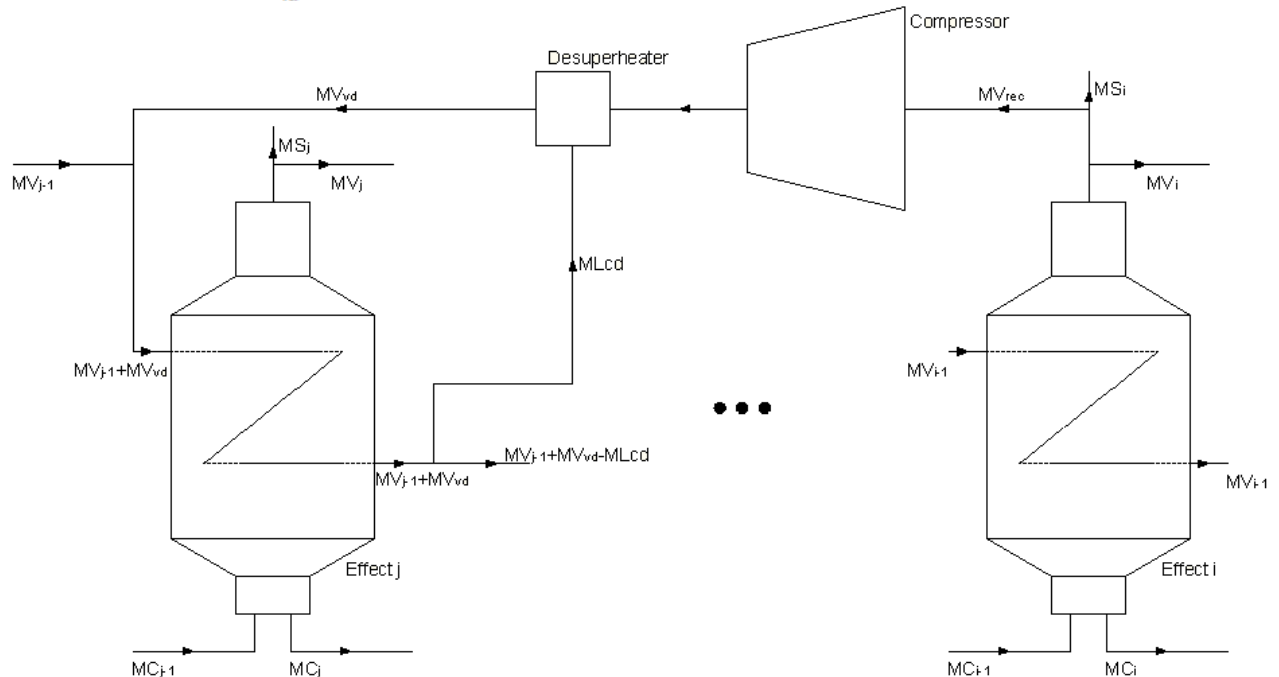 Compressor
Desuperheater
MVvd
MVrec
MSi
MSj
MVj-1
MVj
MVi
MLcd
MVj-1+MVvd
MVi-1
MVj-1+MVvd-MLcd
MVj-1+MVvd
MVi-1
Effect j
Effect i
MCj-1
MCj
MCi-1
MCi